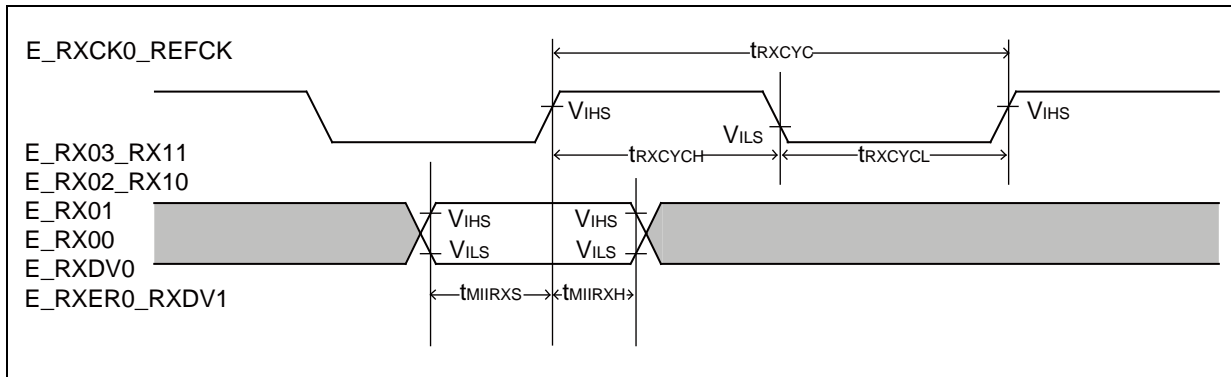 E_RXCK0_REFCK
tRXCYC
VIHS
VILS
VIHS
tRXCYCH
tRXCYCL
E_RX03_RX11
E_RX02_RX10
E_RX01
E_RX00
E_RXDV0
E_RXER0_RXDV1
VIHS
VIHS
VILS
VILS
tMIIRXS
tMIIRXH